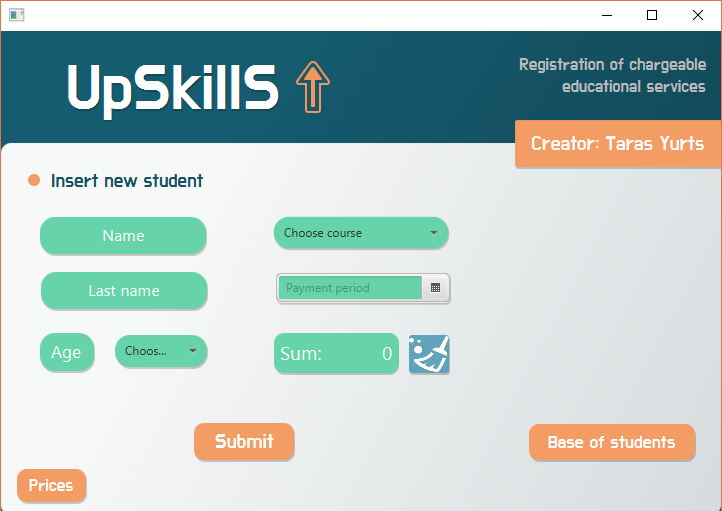 UpSkillS
Registration of chargeable
educational services
Creator: Taras Yurts
Insert new student
Name
Choose course
Last name
Payment period
Age
Choos...
Sum:
0
Submit
Base of students
Prices